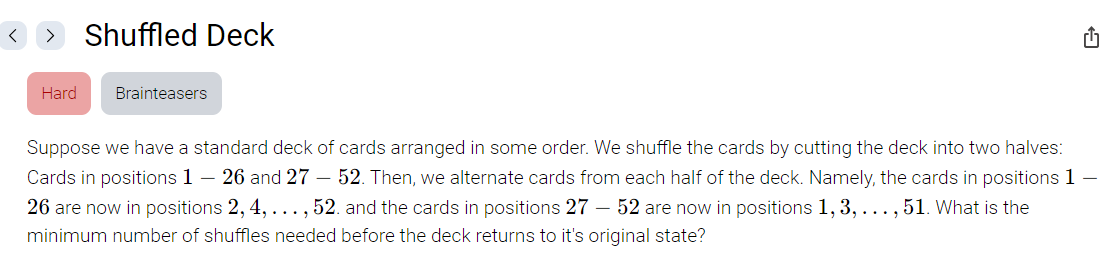 Shuffled Deck
Hard Brainteasers
Suppose we have a standard deck of cards arranged in some order. We shuffle the cards by cutting the deck into two halves:
Cards in positions 1 − 26 and 27 − 52. Then, we alternate cards from each half of the deck. Namely, the cards in positions 1 −
26 are now in positions 2, 4, . . . , 52. and the cards in positions 27 − 52 are now in positions 1, 3, . . . , 51. What is the
minimum number of shuffles needed before the deck returns to it's original state?